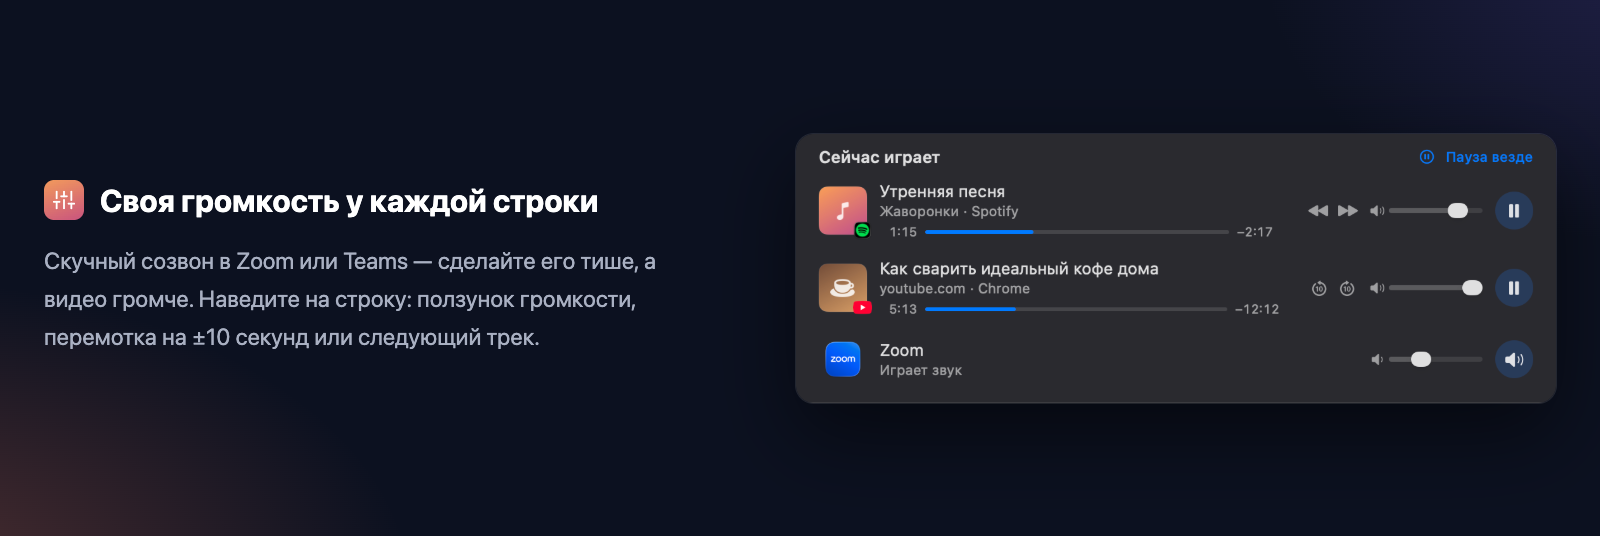 Своя громкость у каждой строки
Скучный созвон в Zoom или Teams — сделайте его тише, а
видео громче. Наведите на строку: ползунок громкости,
перемотка на ±10 секунд или следующий трек.
Сейчас играет
Пауза везде
Утренняя песня
Жаворонки · Spotify
1:15
−2:17
Как сварить идеальный кофе дома
youtube.com · Chrome
5:13
−12:12
10
10
zoom
Zoom
Играет звук